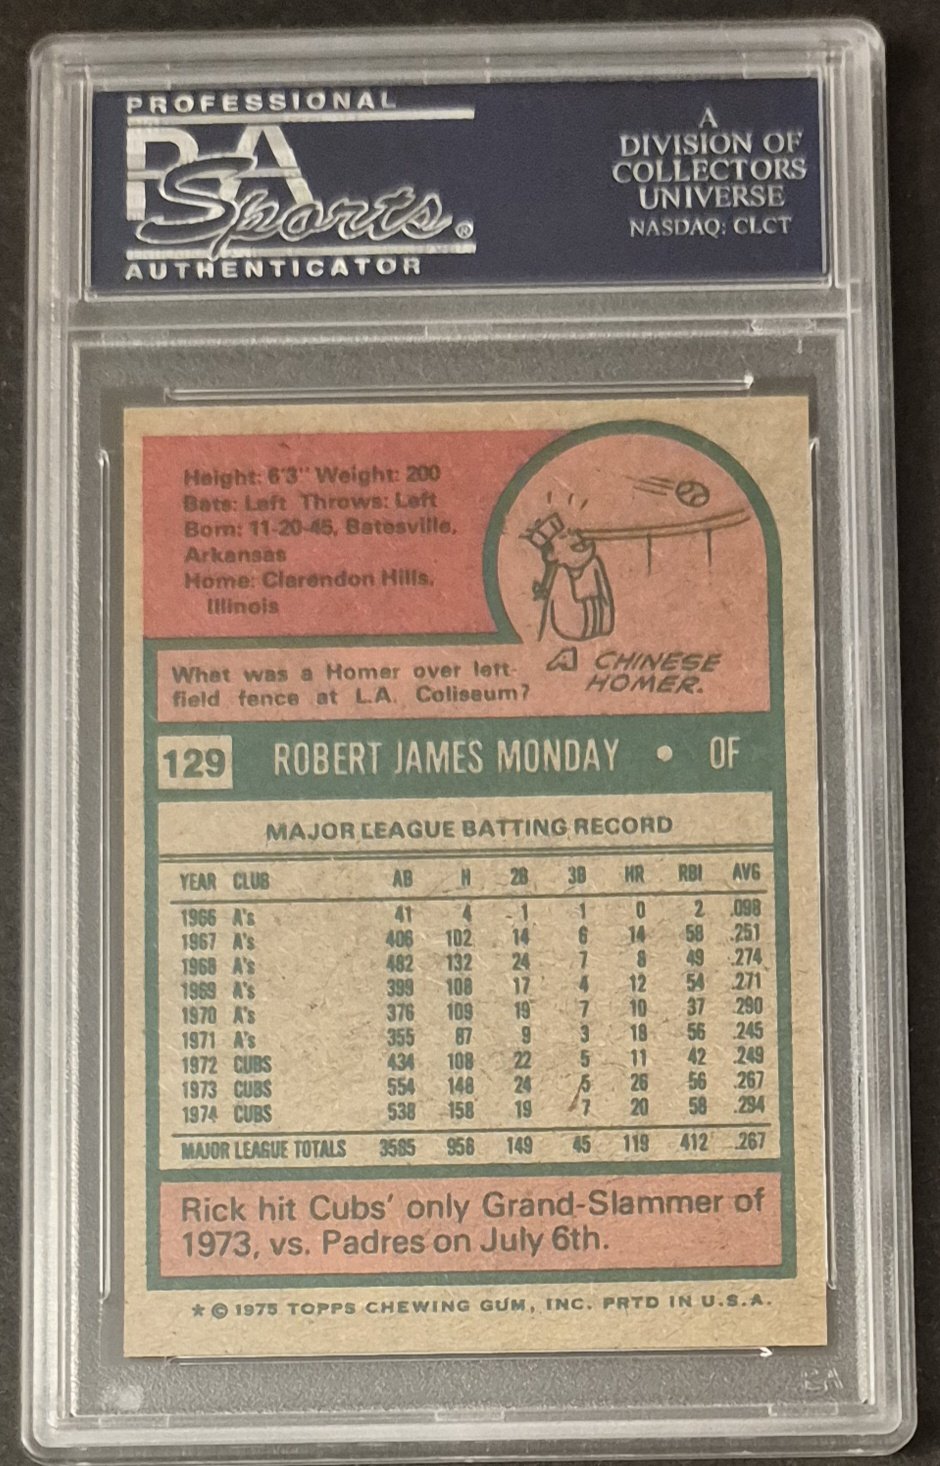 PROFESSIONAL
PSA
Sports®
AUTHENTICATOR
A
DIVISION OF
COLLECTORS
UNIVERSE
NASDAQ: CLCT
Height: 6'3" Weight: 200
Bats: Left Throws: Left
Born: 11-20-45, Batesville,
Arkansas
Home: Clarendon Hills,
Illinois
What was a Homer over left-
field fence at L.A. Coliseum?
A CHINESE
HOMER.
129 ROBERT JAMES MONDAY • OF
MAJOR LEAGUE BATTING RECORD
YEAR CLUB AB H 2B 3B HR RBI AVG
1966 A's 41 4 1 1 0 2 .098
1967 A's 406 102 14 6 14 58 .251
1968 A's 482 132 24 7 8 49 .274
1969 A's 399 108 17 4 12 54 .271
1970 A's 376 109 19 7 10 37 .290
1971 A's 355 87 9 3 18 56 .245
1972 CUBS 434 108 22 5 11 42 .249
1973 CUBS 554 148 24 5 26 56 .267
1974 CUBS 538 158 19 7 20 58 .294
MAJOR LEAGUE TOTALS 3585 956 149 45 119 412 .267
Rick hit Cubs' only Grand-Slammer of
1973, vs. Padres on July 6th.
* © 1975 TOPPS CHEWING GUM, INC. PRTD IN U.S.A.